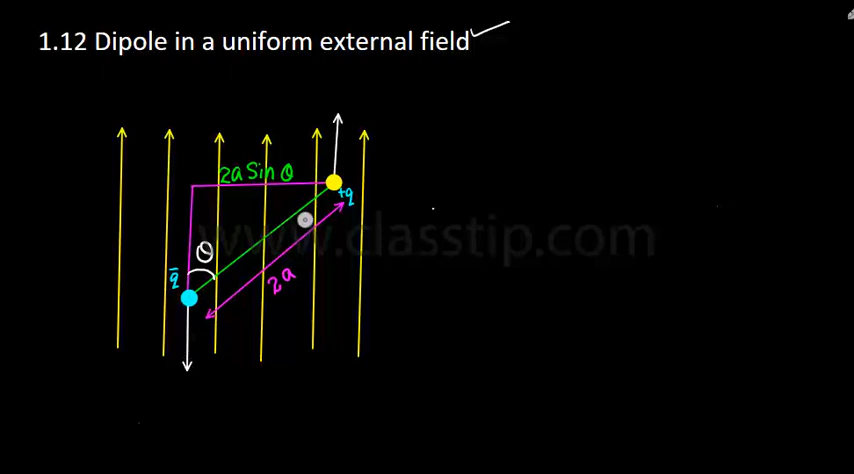 1.12 Dipole in a uniform external field
2a Sin θ
+q
www.classtip.com
θ
-q
2a